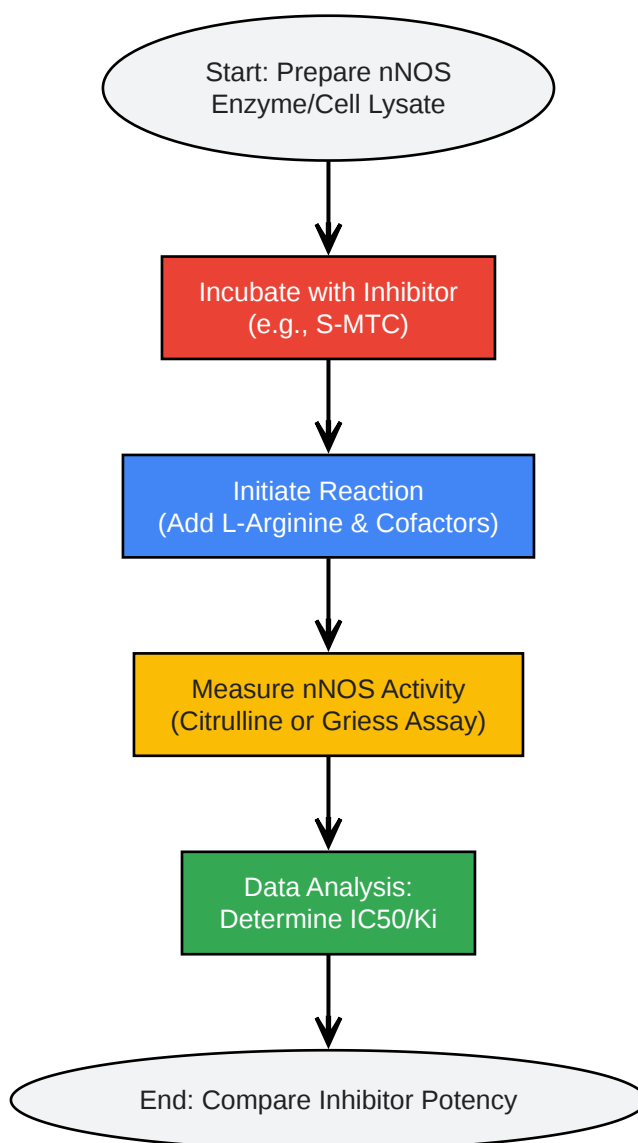 Start: Prepare nNOS
Enzyme/Cell Lysate
Incubate with Inhibitor
(e.g., S-MTC)
Initiate Reaction
(Add L-Arginine & Cofactors)
Measure nNOS Activity
(Citrulline or Griess Assay)
Data Analysis:
Determine IC50/Ki
End: Compare Inhibitor Potency